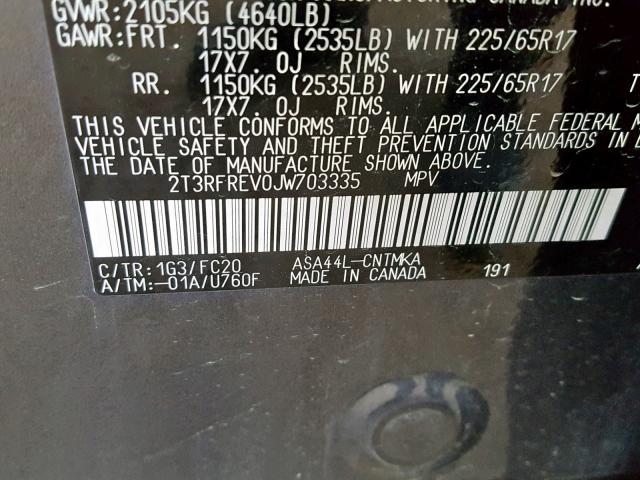 CANADA INC.
GVWR:2105KG (4640LB)
GAWR:FRT. 1150KG (2535LB) WITH 225/65R17
17X7.0J RIMS.
RR. 1150KG (2535LB) WITH 225/65R17 T
17X7.0J RIMS.
THIS VEHICLE CONFORMS TO ALL APPLICABLE FEDERAL M
VEHICLE SAFETY AND THEFT PREVENTION STANDARDS IN E
THE DATE OF MANUFACTURE SHOWN ABOVE.
2T3RFREV0JW703335 MPV
C/TR:1G3/FC20 ASA44L-CNTMKA
A/TM:-01A/U760F MADE IN CANADA 191